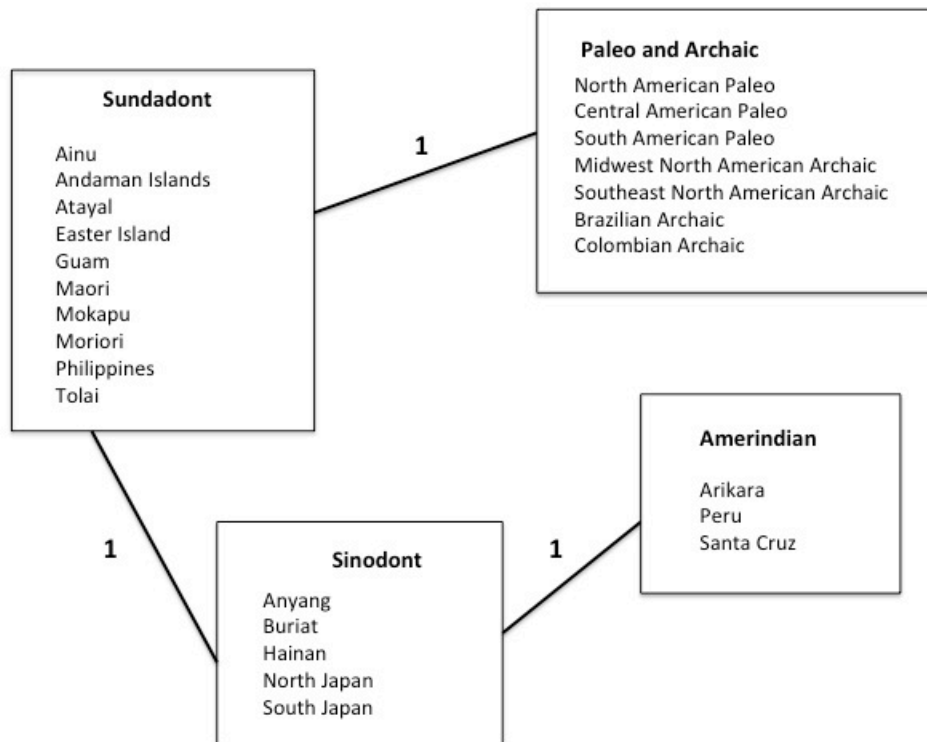 Sundadont
Ainu
Andaman Islands
Atayal
Easter Island
Guam
Maori
Mokapu
Moriori
Philippines
Tolai
1
Paleo and Archaic
North American Paleo
Central American Paleo
South American Paleo
Midwest North American Archaic
Southeast North American Archaic
Brazilian Archaic
Colombian Archaic
1
Sinodont
Anyang
Buriat
Hainan
North Japan
South Japan
1
Amerindian
Arikara
Peru
Santa Cruz